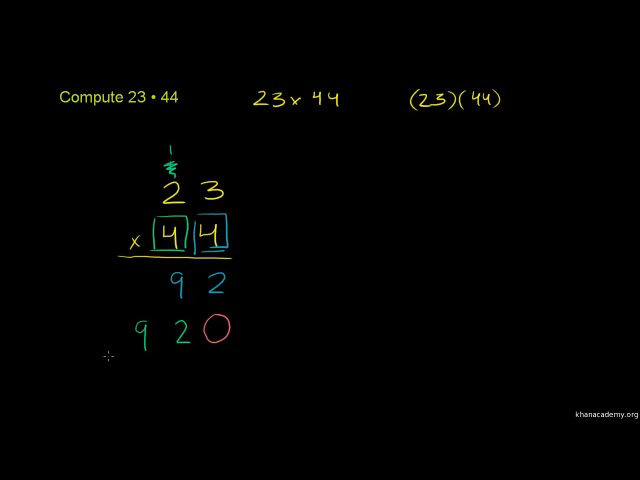 Compute 23 • 44 23 x 44 (23)(44)
1
2 3
x 4 4
9 2
9 2 0
khanacademy.org